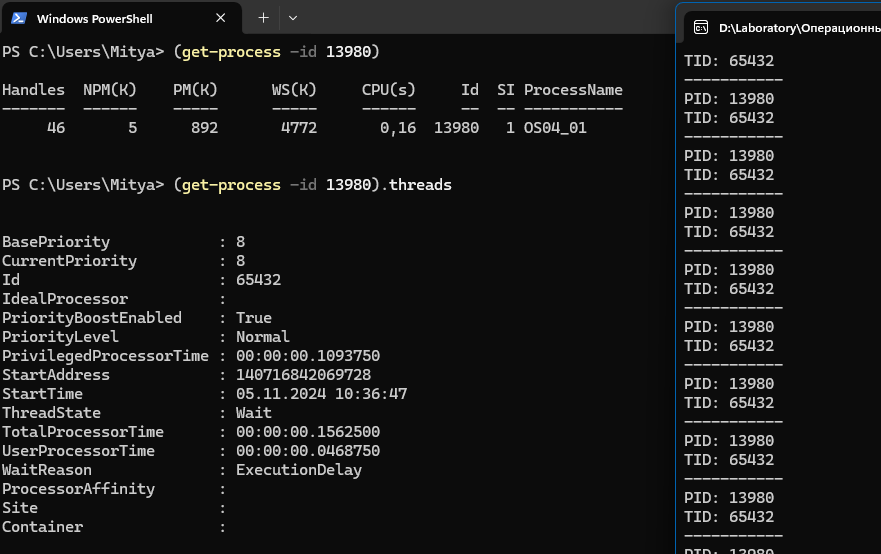 Windows PowerShell
PS C:\Users\Mitya> (get-process -id 13980)
Handles NPM(K) PM(K) WS(K) CPU(s) Id SI ProcessName
------- ------ ----- ----- ------ -- -- -----------
46 5 892 4772 0,16 13980 1 OS04_01
PS C:\Users\Mitya> (get-process -id 13980).threads
BasePriority : 8
CurrentPriority : 8
Id : 65432
IdealProcessor :
PriorityBoostEnabled : True
PriorityLevel : Normal
PrivilegedProcessorTime : 00:00:00.1093750
StartAddress : 140716842069728
StartTime : 05.11.2024 10:36:47
ThreadState : Wait
TotalProcessorTime : 00:00:00.1562500
UserProcessorTime : 00:00:00.0468750
WaitReason : ExecutionDelay
ProcessorAffinity :
Site :
Container :
D:\Laboratory\Операционны
TID: 65432
-----------
PID: 13980
TID: 65432
-----------
PID: 13980
TID: 65432
-----------
PID: 13980
TID: 65432
-----------
PID: 13980
TID: 65432
-----------
PID: 13980
TID: 65432
-----------
PID: 13980
TID: 65432
-----------
PID: 13980
TID: 65432
-----------
PID: 13980
TID: 65432
-----------
PID: 13980